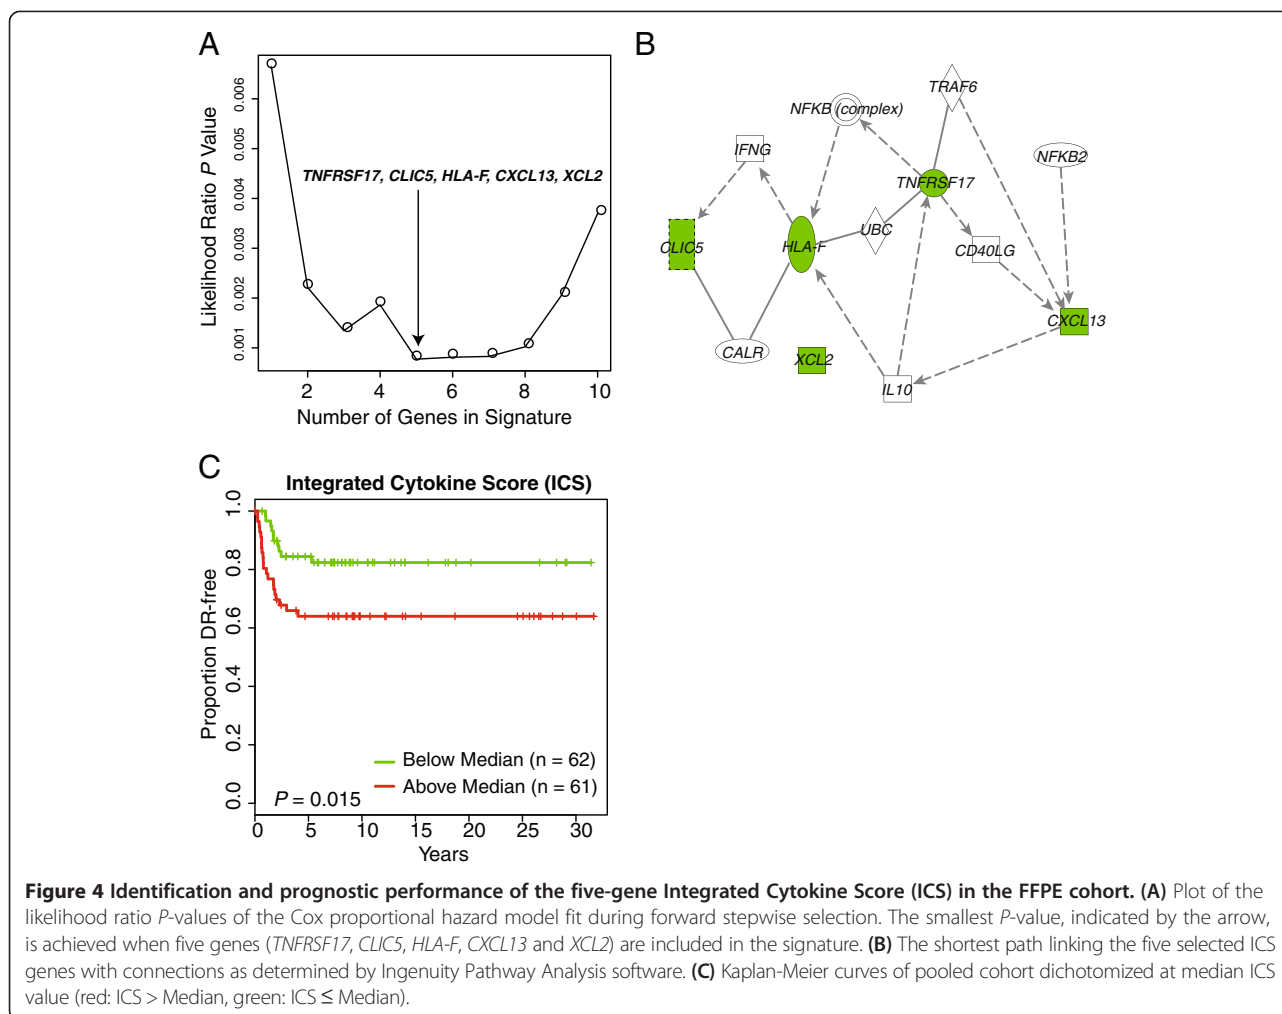 A
Likelihood Ratio P Value
0.006
0.005
0.004
0.003
0.002
0.001
TNFRSF17, CLIC5, HLA-F, CXCL13, XCL2
2 4 6 8 10
Number of Genes in Signature
B
TRAF6
NFKB (complex)
IFNG
NFKB2
TNFRSF17
UBC
CLIC5
HLA-F
CD40LG
CXCL13
CALR
XCL2
IL10
C
Integrated Cytokine Score (ICS)
Proportion DR-free
1.0
0.8
0.6
0.4
0.2
0.0
Below Median (n = 62)
Above Median (n = 61)
P = 0.015
0 5 10 15 20 25 30
Years
Figure 4 Identification and prognostic performance of the five-gene Integrated Cytokine Score (ICS) in the FFPE cohort. (A) Plot of the
likelihood ratio P-values of the Cox proportional hazard model fit during forward stepwise selection. The smallest P-value, indicated by the arrow,
is achieved when five genes (TNFRSF17, CLIC5, HLA-F, CXCL13 and XCL2) are included in the signature. (B) The shortest path linking the five selected ICS
genes with connections as determined by Ingenuity Pathway Analysis software. (C) Kaplan-Meier curves of pooled cohort dichotomized at median ICS
value (red: ICS > Median, green: ICS ≤ Median).